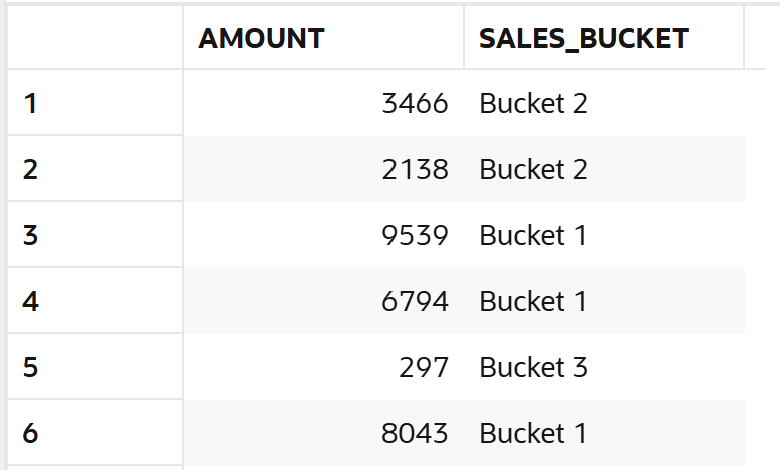 AMOUNT SALES_BUCKET
1 3466 Bucket 2
2 2138 Bucket 2
3 9539 Bucket 1
4 6794 Bucket 1
5 297 Bucket 3
6 8043 Bucket 1